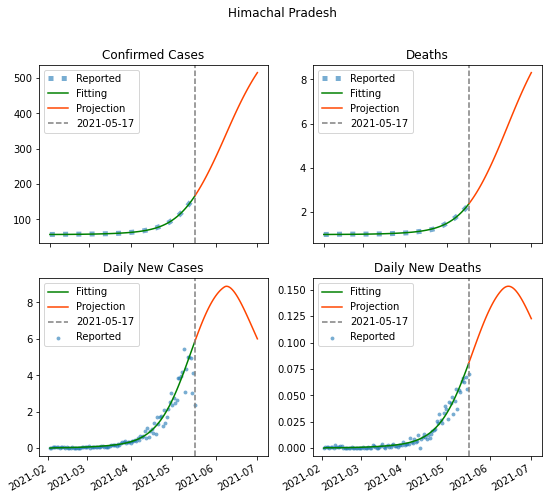 Himachal Pradesh
Confirmed Cases
500
400
300
200
100
Reported
Fitting
Projection
2021-05-17
Deaths
8
6
4
2
Reported
Fitting
Projection
2021-05-17
Daily New Cases
8
6
4
2
0
Fitting
Projection
2021-05-17
Reported
2021-02
2021-03
2021-04
2021-05
2021-06
2021-07
Daily New Deaths
0.150
0.125
0.100
0.075
0.050
0.025
0.000
Fitting
Projection
2021-05-17
Reported
2021-02
2021-03
2021-04
2021-05
2021-06
2021-07